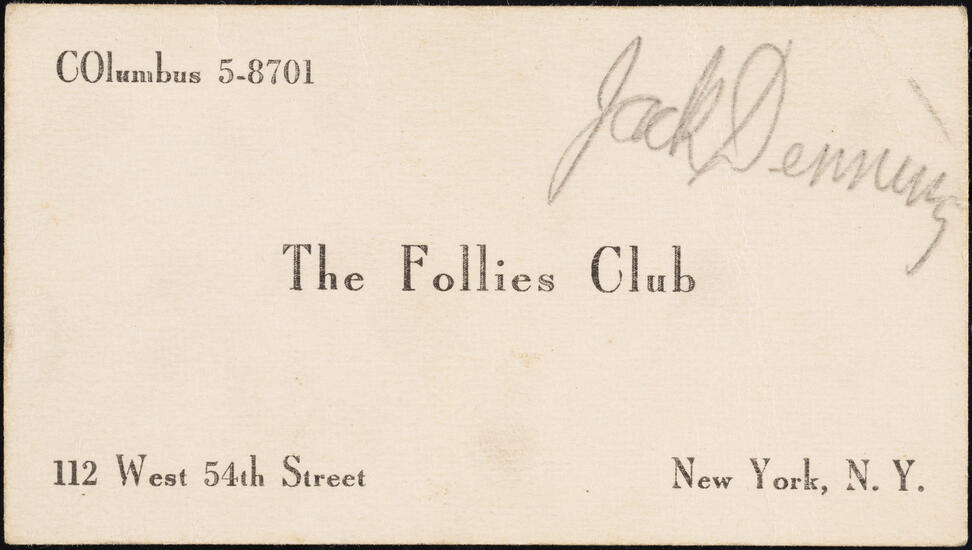 COlumbus 5-8701
Jack Denning
The Follies Club
112 West 54th Street
New York, N. Y.